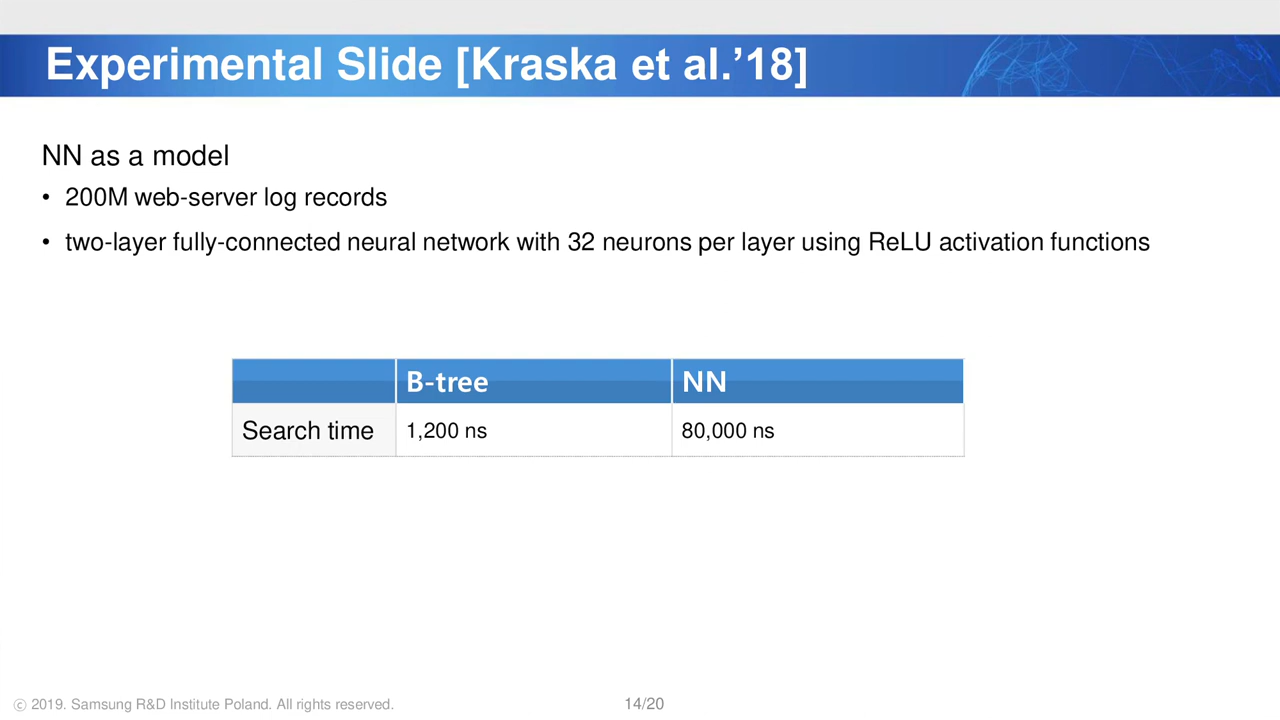 Experimental Slide [Kraska et al.’18]
NN as a model
• 200M web-server log records
• two-layer fully-connected neural network with 32 neurons per layer using ReLU activation functions
B-tree NN
Search time 1,200 ns 80,000 ns
ⓒ 2019. Samsung R&D Institute Poland. All rights reserved. 14/20